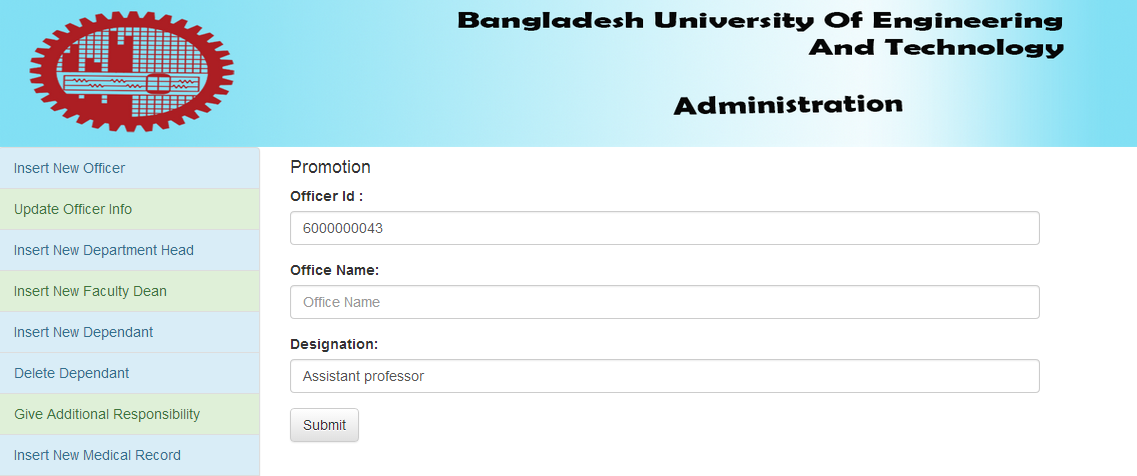 Bangladesh University Of Engineering
And Technology
Administration
Insert New Officer
Update Officer Info
Insert New Department Head
Insert New Faculty Dean
Insert New Dependant
Delete Dependant
Give Additional Responsibility
Insert New Medical Record
Promotion
Officer Id :
6000000043
Office Name:
Office Name
Designation:
Assistant professor
Submit